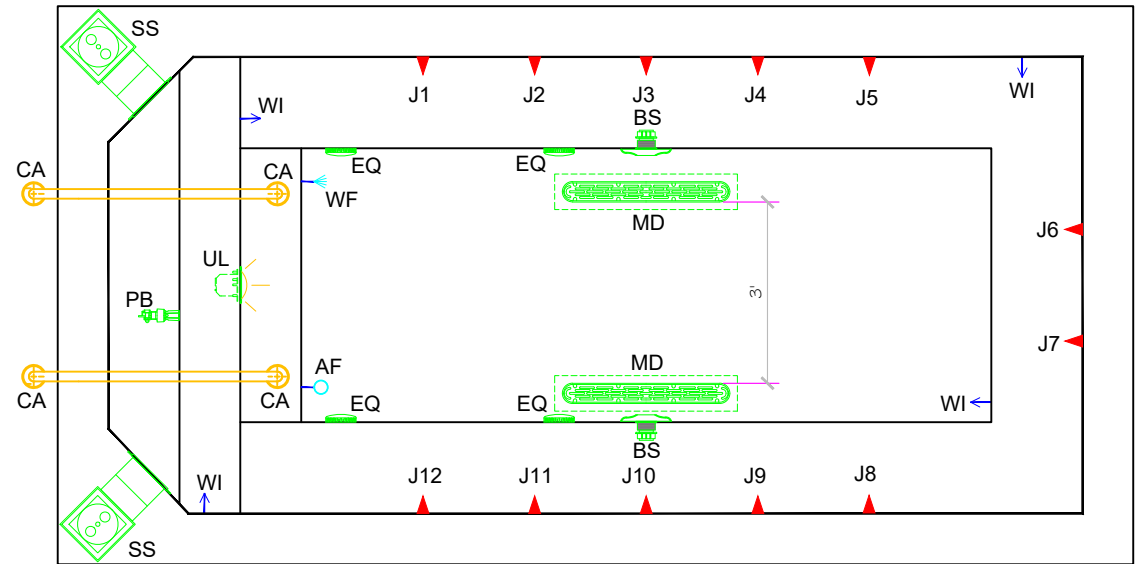 SS
J1
J2
J3
J4
J5
WI
WI
BS
CA
CA
EQ
EQ
WF
MD
J6
UL
3'
PB
J7
AF
MD
CA
CA
EQ
EQ
WI
BS
WI
J12
J11
J10
J9
J8
SS